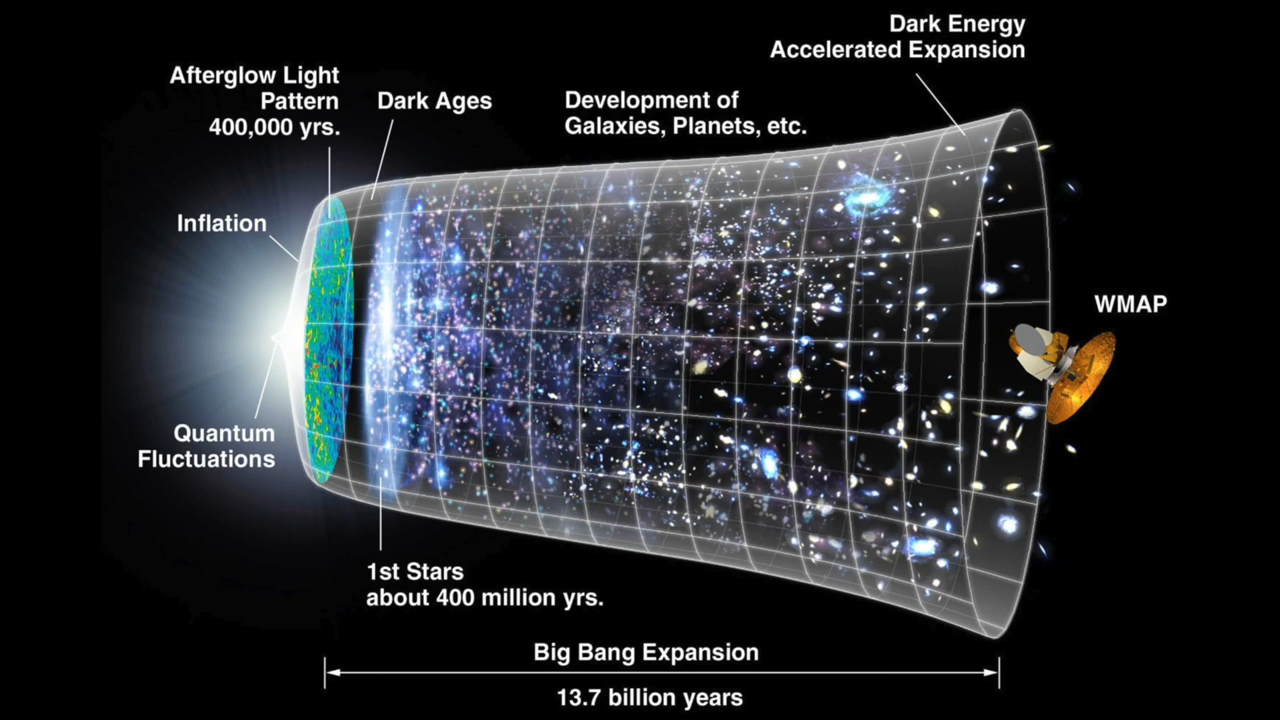 Dark Energy
Accelerated Expansion
Afterglow Light
Pattern
400,000 yrs.
Dark Ages
Development of
Galaxies, Planets, etc.
Inflation
WMAP
Quantum
Fluctuations
1st Stars
about 400 million yrs.
Big Bang Expansion
13.7 billion years